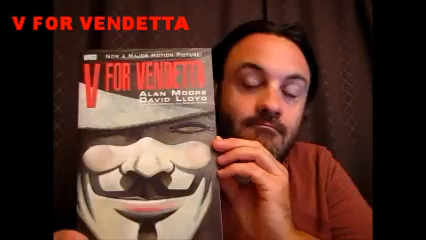 V FOR VENDETTA
NOW A MAJOR MOTION PICTURE!
V FOR VENDETTA
ALAN MOORE
DAVID LLOYD